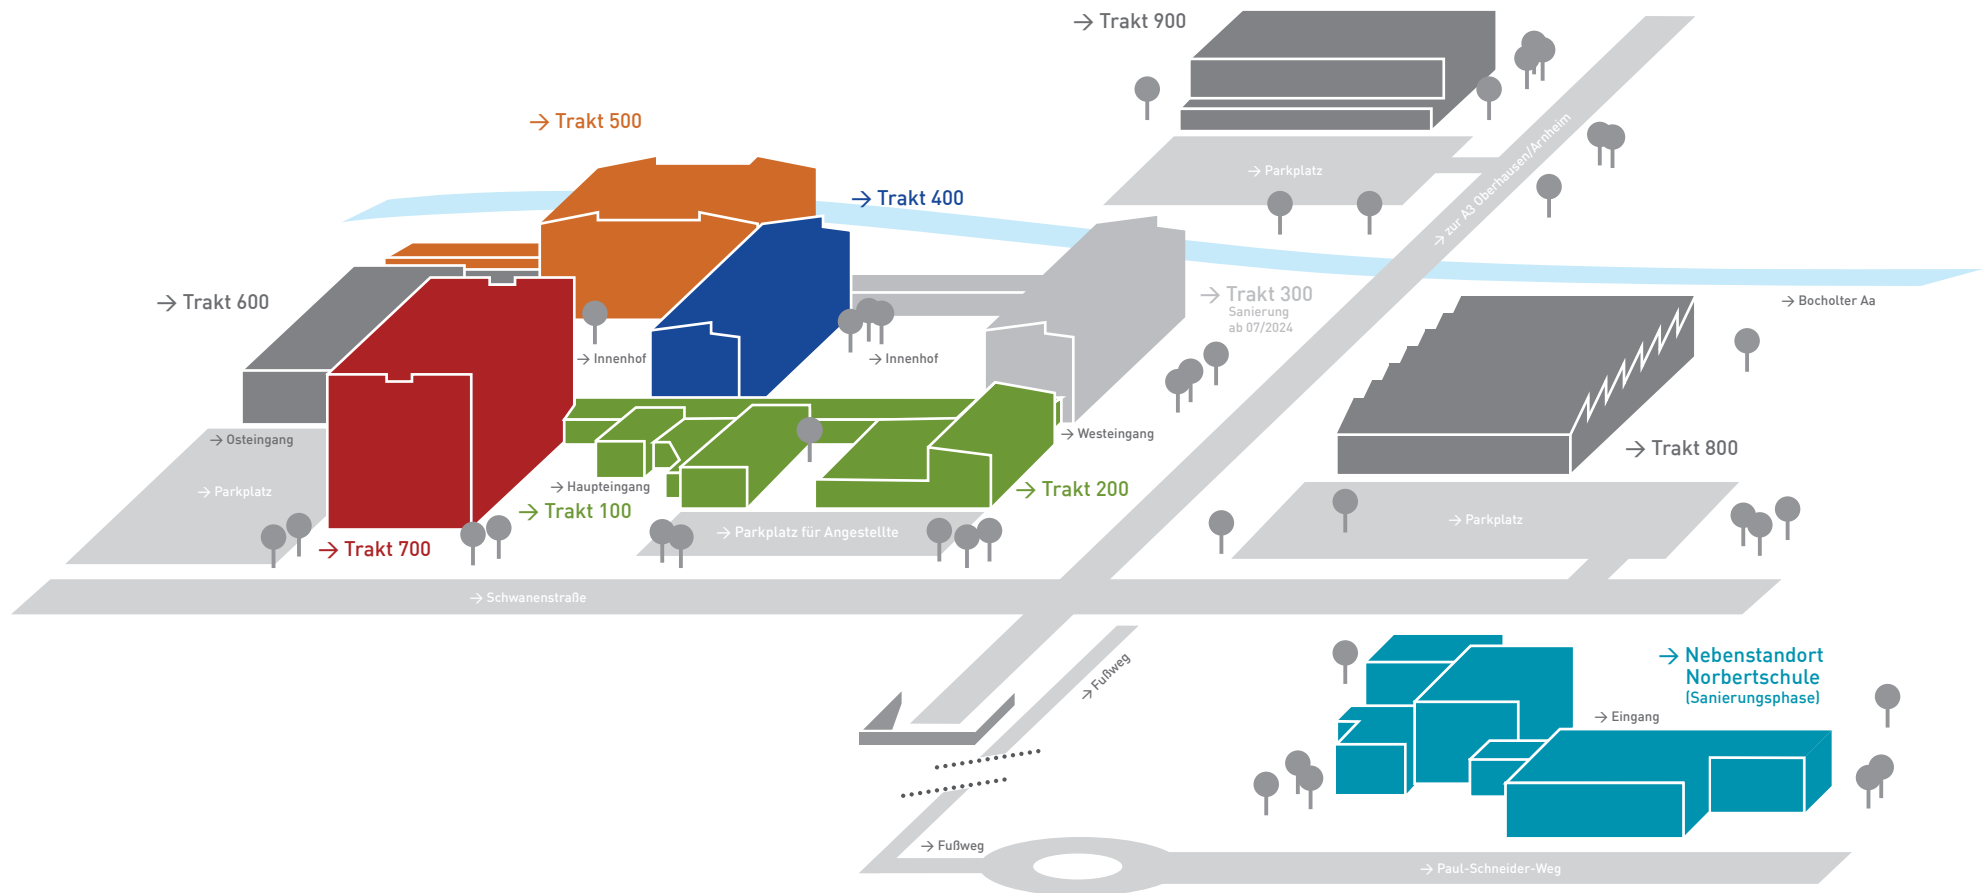 → Trakt 900
→ Trakt 500
→ zur A3 Oberhausen/Arnheim
→ Parkplatz
→ Trakt 400
→ Trakt 600
→ Trakt 300
Sanierung
ab 07/2024
→ Bocholter Aa
→ Innenhof
→ Innenhof
→ Osteingang
→ Westeingang
→ Trakt 800
→ Parkplatz
→ Haupteingang
→ Trakt 200
→ Trakt 100
→ Parkplatz
→ Parkplatz für Angestellte
→ Trakt 700
→ Schwanenstraße
→ Fußweg
→ Nebenstandort
Norbertschule
(Sanierungsphase)
→ Eingang
→ Fußweg
→ Paul-Schneider-Weg